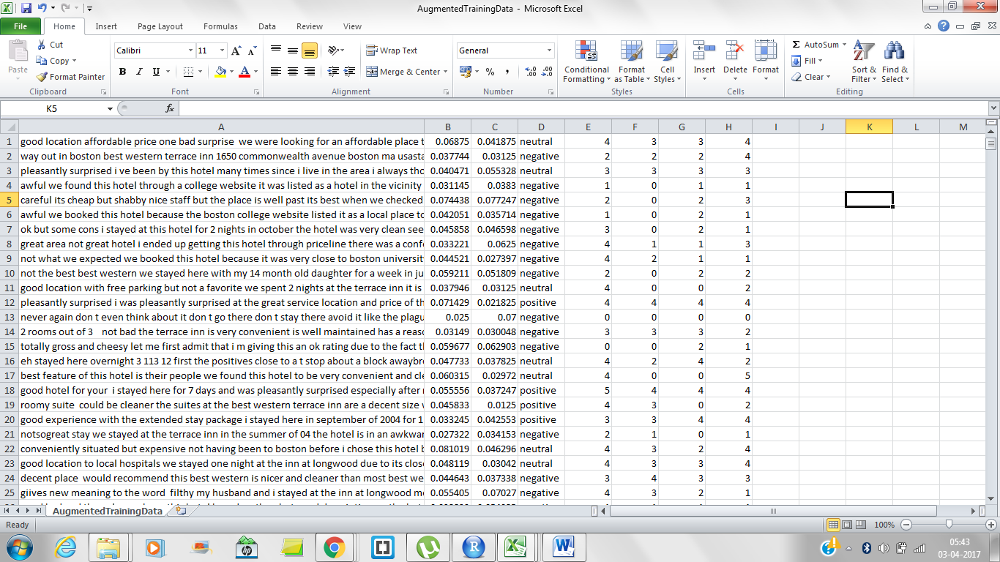 AugmentedTrainingData - Microsoft Excel
File Home Insert Page Layout Formulas Data Review View
Paste
Cut
Copy
Format Painter
Clipboard
Calibri 11
B I U
Font
Wrap Text
Merge & Center
Alignment
General
% ,
Number
Conditional Formatting
Format as Table
Cell Styles
Styles
Insert
Delete
Format
Cells
Σ AutoSum
Fill
Clear
Sort & Filter
Find & Select
Editing
K5 fx
A B C D E F G H I J K L M
1 good location affordable price one bad surprise we were looking for an affordable place t 0.06875 0.041875 neutral 4 3 3 4
2 way out in boston best western terrace inn 1650 commonwealth avenue boston ma usasta 0.037744 0.03125 negative 2 2 2 4
3 pleasantly surprised i ve been by this hotel many times since i live in the area i always tho 0.040471 0.055328 neutral 3 3 3 3
4 awful we found this hotel through a college website it was listed as a hotel in the vicinity 0.031145 0.0383 negative 1 0 1 1
5 careful its cheap but shabby nice staff but the place is well past its best when we checked 0.074438 0.077247 negative 2 0 2 3
6 awful we booked this hotel because the boston college website listed it as a local place to 0.042051 0.035714 negative 1 0 2 1
7 ok but some cons i stayed at this hotel for 2 nights in october the hotel was very clean see 0.045858 0.046598 negative 3 0 2 1
8 great area not great hotel i ended up getting this hotel through priceline there was a conf 0.033221 0.0625 negative 4 1 1 3
9 not what we expected we booked this hotel because it was very close to boston universit 0.044521 0.027397 negative 4 2 1 1
10 not the best best western we stayed here with my 14 month old daughter for a week in ju 0.059211 0.051809 negative 2 0 2 2
11 good location with free parking but not a favorite we spent 2 nights at the terrace inn it is 0.037946 0.03125 neutral 4 0 0 2
12 pleasantly surprised i was pleasantly surprised at the great service location and price of th 0.071429 0.021825 positive 4 4 4 4
13 never again don t even think about it don t go there don t stay there avoid it like the plagu 0.025 0.07 negative 0 0 0 0
14 2 rooms out of 3 not bad the terrace inn is very convenient is well maintained has a reaso 0.03149 0.030048 negative 3 3 3 2
15 totally gross and cheesy let me first admit that i m giving this an ok rating due to the fact th 0.059677 0.062903 negative 0 0 2 1
16 eh stayed here overnight 3 113 12 first the positives close to a t stop about a block awaybr 0.047733 0.037825 neutral 4 2 4 2
17 best feature of this hotel is their people we found this hotel to be very convenient and cle 0.060315 0.02972 neutral 4 0 0 5
18 good hotel for your i stayed here for 7 days and was pleasantly surprised especially after 0.055556 0.037247 positive 5 4 4 4
19 roomy suite could be cleaner the suites at the best western terrace inn are a decent size 0.045833 0.0125 positive 4 3 0 2
20 good experience with the extended stay package i stayed here in september of 2004 for 1 0.033245 0.042553 positive 3 3 4 4
21 notsogreat stay we stayed at the terrace inn in the summer of 04 the hotel is in an awkwar 0.027322 0.034153 negative 2 1 0 1
22 conveniently situated but expensive not having been to boston before i chose this hotel b 0.081019 0.046296 neutral 4 3 2 4
23 good location to local hospitals we stayed one night at the inn at longwood due to its clos 0.048119 0.03042 neutral 4 3 3 4
24 decent place would recommend this best western is nicer and cleaner than most best we 0.044643 0.037338 negative 3 4 3 3
25 giives new meaning to the word filthy my husband and i stayed at the inn at longwood me 0.055405 0.07027 negative 4 3 2 1
AugmentedTrainingData
Ready 100%
05:43
03-04-2017